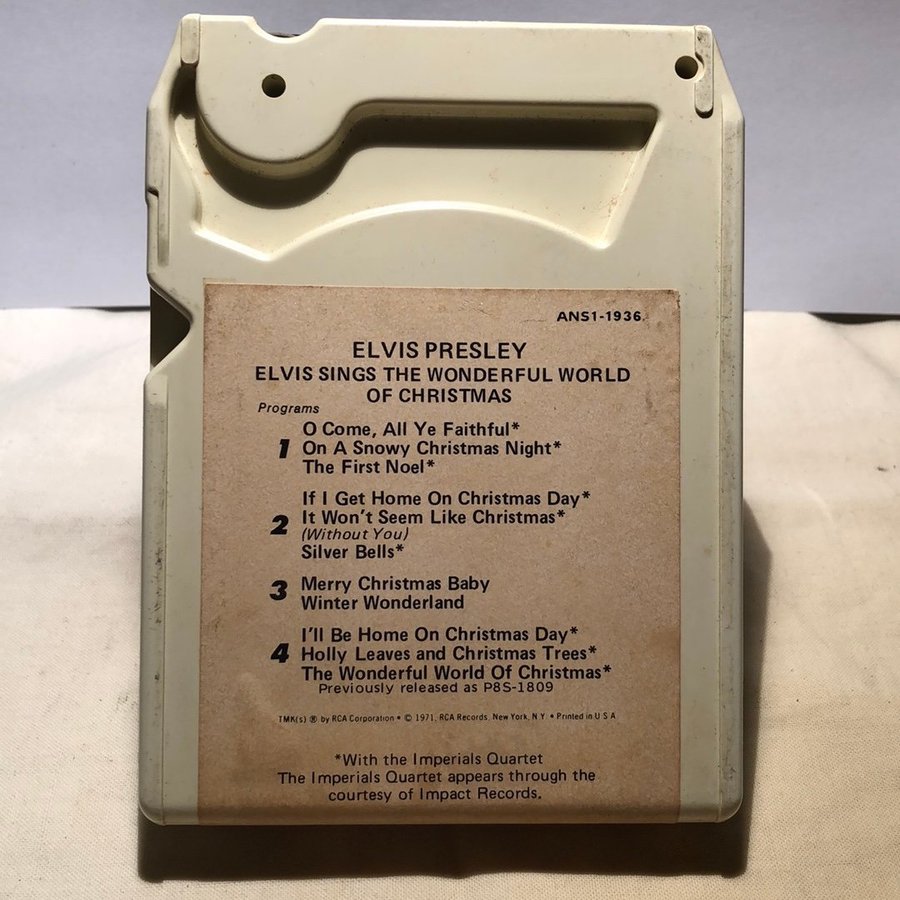 ANS1-1936
ELVIS PRESLEY
ELVIS SINGS THE WONDERFUL WORLD
OF CHRISTMAS
Programs
O Come, All Ye Faithful*
1 On A Snowy Christmas Night*
The First Noel*
If I Get Home On Christmas Day*
2 It Won't Seem Like Christmas*
(Without You)
Silver Bells*
3 Merry Christmas Baby
Winter Wonderland
I'll Be Home On Christmas Day*
4 Holly Leaves and Christmas Trees*
The Wonderful World Of Christmas*
Previously released as P8S-1809
TMK(s) ® by RCA Corporation • © 1971, RCA Records, New York, N.Y. • Printed in U S A
*With the Imperials Quartet
The Imperials Quartet appears through the
courtesy of Impact Records.